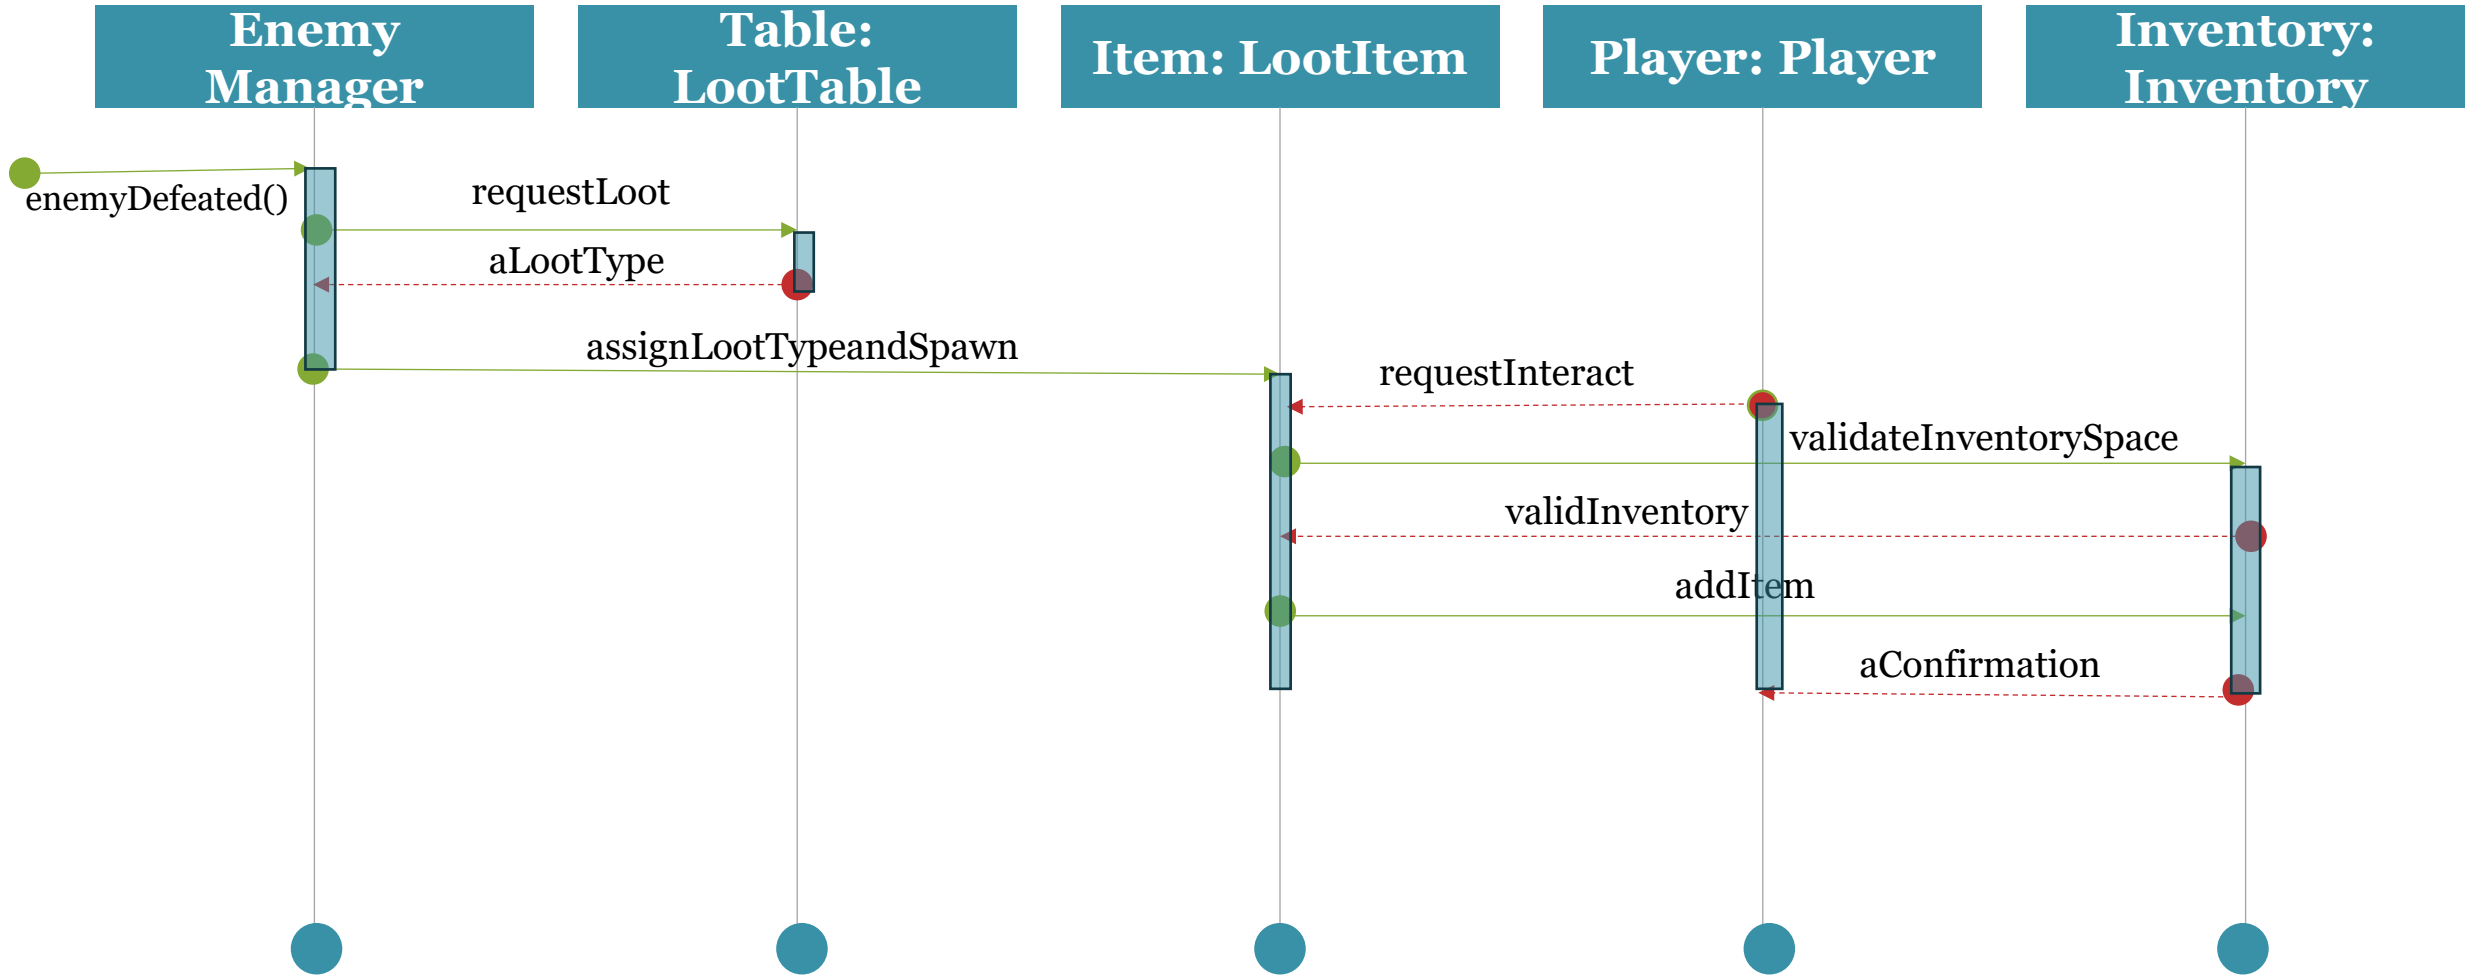 Enemy
Manager
Table:
LootTable
Item: LootItem
Player: Player
Inventory:
Inventory
enemyDefeated()
requestLoot
aLootType
assignLootTypeandSpawn
requestInteract
validateInventorySpace
validInventory
addItem
aConfirmation